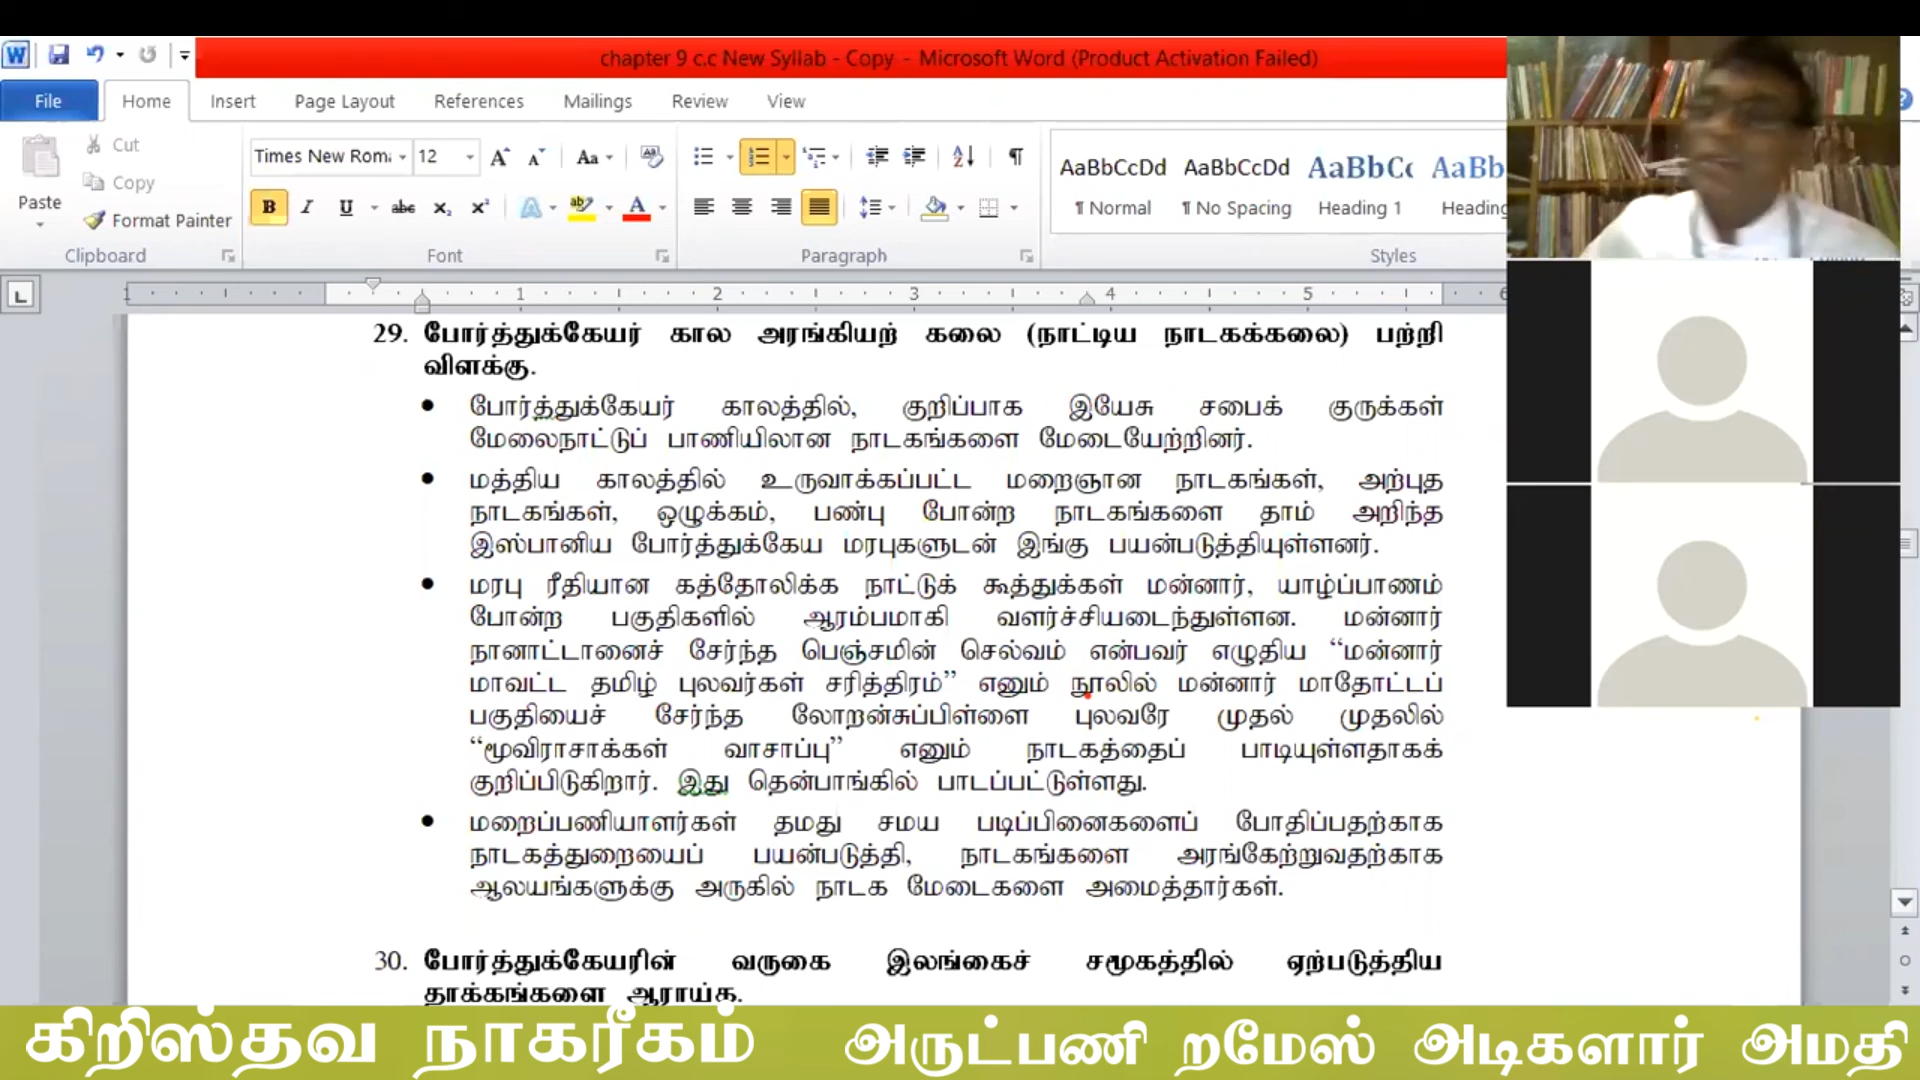 chapter 9 c.c New Syllab - Copy - Microsoft Word (Product Activation Failed)
File Home Insert Page Layout References Mailings Review View
Cut
Copy
Paste
Format Painter
Times New Roma 12
Clipboard Font Paragraph Styles
AaBbCcDd AaBbCcDd AaBbCc AaBb
¶ Normal ¶ No Spacing Heading 1 Heading
1 1 2 3 4 5 6
29. போர்த்துக்கேயர் கால அரங்கியற் கலை (நாட்டிய நாடகக்கலை) பற்றி
விளக்கு.
● போர்த்துக்கேயர் காலத்தில், குறிப்பாக இயேசு சபைக் குருக்கள்
மேலைநாட்டுப் பாணியிலான நாடகங்களை மேடையேற்றினர்.
● மத்திய காலத்தில் உருவாக்கப்பட்ட மறைஞான நாடகங்கள், அற்புத
நாடகங்கள், ஒழுக்கம், பண்பு போன்ற நாடகங்களை தாம் அறிந்த
இஸ்பானிய போர்த்துக்கேய மரபுகளுடன் இங்கு பயன்படுத்தியுள்ளனர்.
● மரபு ரீதியான கத்தோலிக்க நாட்டுக் கூத்துக்கள் மன்னார், யாழ்ப்பாணம்
போன்ற பகுதிகளில் ஆரம்பமாகி வளர்ச்சியடைந்துள்ளன. மன்னார்
நானாட்டானைச் சேர்ந்த பெஞ்சமின் செல்வம் என்பவர் எழுதிய “மன்னார்
மாவட்ட தமிழ் புலவர்கள் சரித்திரம்” எனும் நூலில் மன்னார் மாதோட்டப்
பகுதியைச் சேர்ந்த லோறன்சுப்பிள்ளை புலவரே முதல் முதலில்
“மூவிராசாக்கள் வாசாப்பு” எனும் நாடகத்தைப் பாடியுள்ளதாகக்
குறிப்பிடுகிறார். இது தென்பாங்கில் பாடப்பட்டுள்ளது.
● மறைப்பணியாளர்கள் தமது சமய படிப்பினைகளைப் போதிப்பதற்காக
நாடகத்துறையைப் பயன்படுத்தி, நாடகங்களை அரங்கேற்றுவதற்காக
ஆலயங்களுக்கு அருகில் நாடக மேடைகளை அமைத்தார்கள்.
30. போர்த்துக்கேயரின் வருகை இலங்கைச் சமூகத்தில் ஏற்படுத்திய
தாக்கங்களை ஆராய்க.
கிறிஸ்தவ நாகரீகம் அருட்பணி றமேஸ் அடிகளார் அமதி